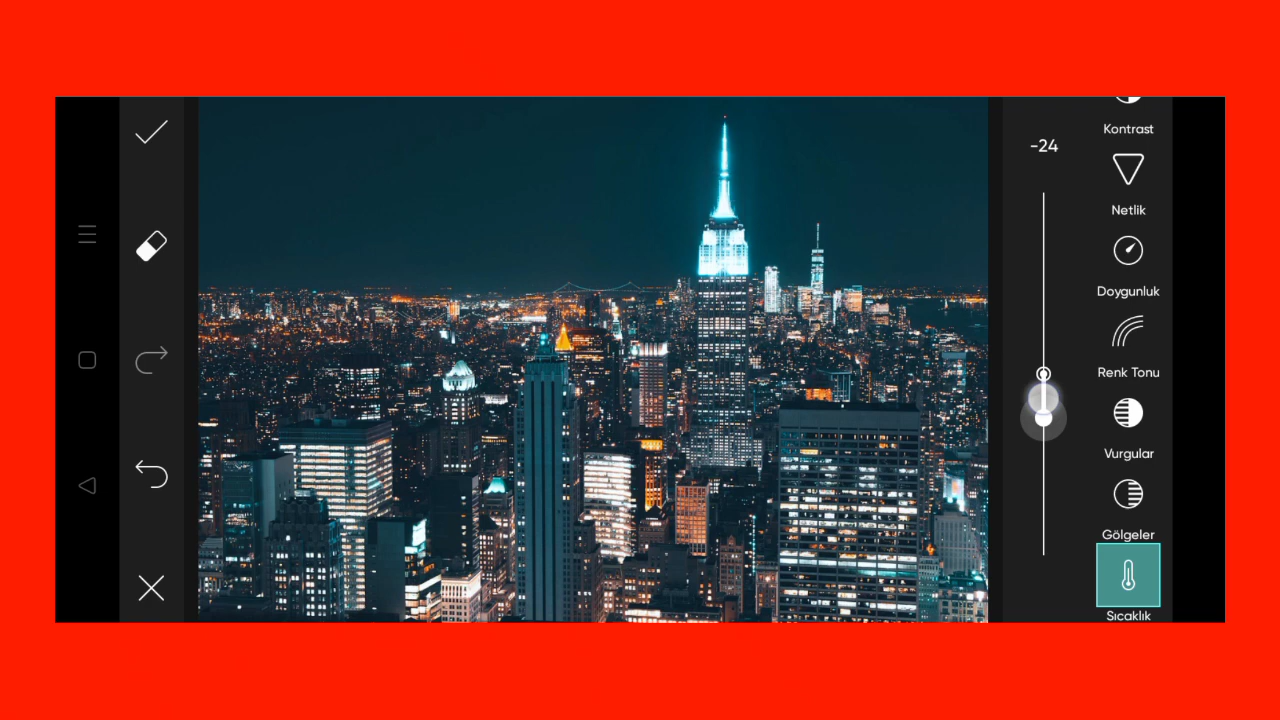 -24
Kontrast
Netlik
Doygunluk
Renk Tonu
Vurgular
Gölgeler
Sıcaklık